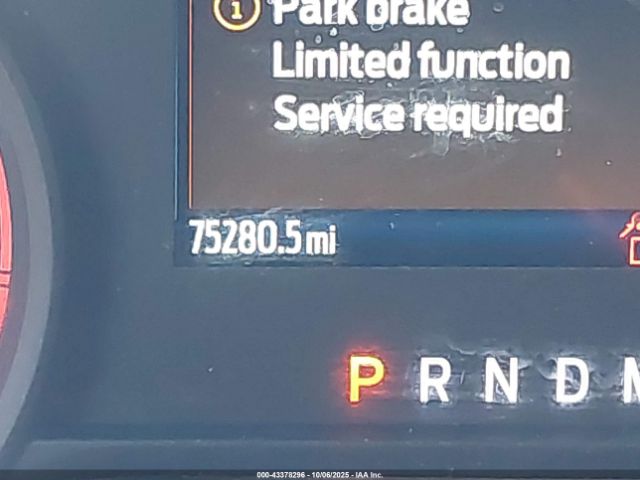 Park brake
Limited function
Service required
75280.5 mi
P R N D M
000-43378296 - 10/06/2025 - IAA Inc.